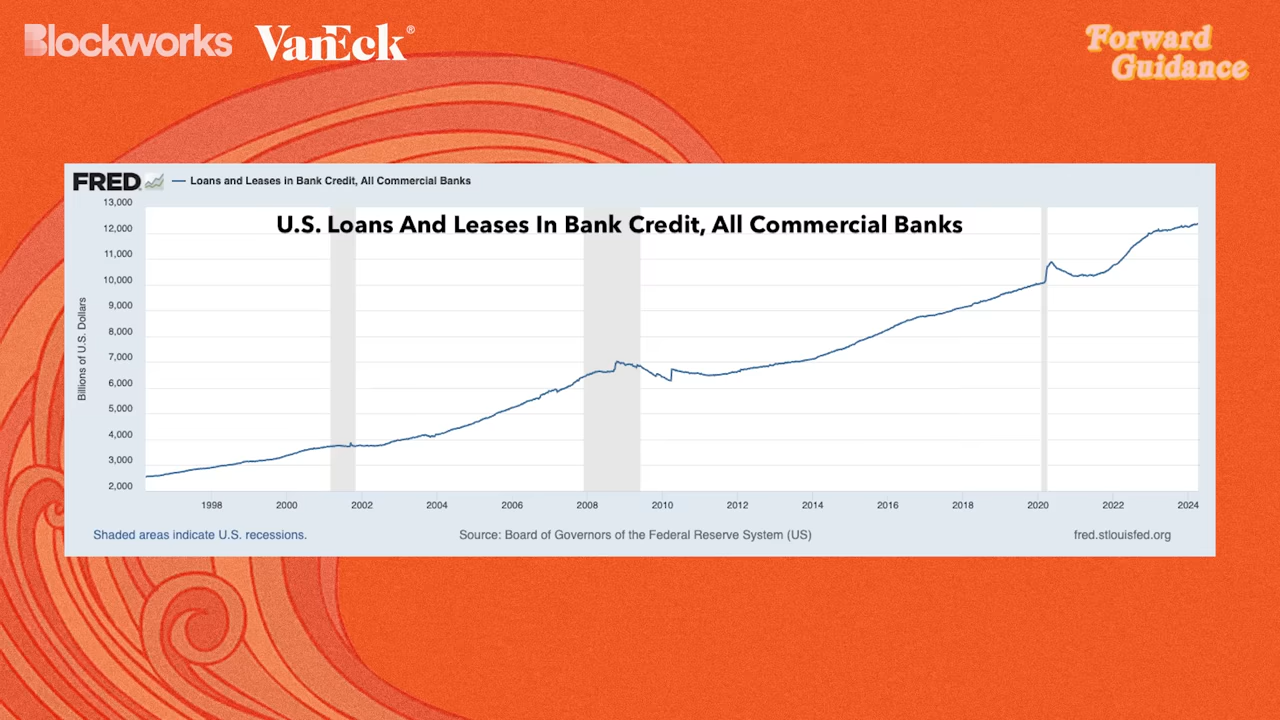 Blockworks VanEck®
Forward
Guidance
FRED Loans and Leases in Bank Credit, All Commercial Banks
U.S. Loans And Leases In Bank Credit, All Commercial Banks
Billions of U.S. Dollars
13,000
12,000
11,000
10,000
9,000
8,000
7,000
6,000
5,000
4,000
3,000
2,000
1998 2000 2002 2004 2006 2008 2010 2012 2014 2016 2018 2020 2022 2024
Shaded areas indicate U.S. recessions. Source: Board of Governors of the Federal Reserve System (US) fred.stlouisfed.org